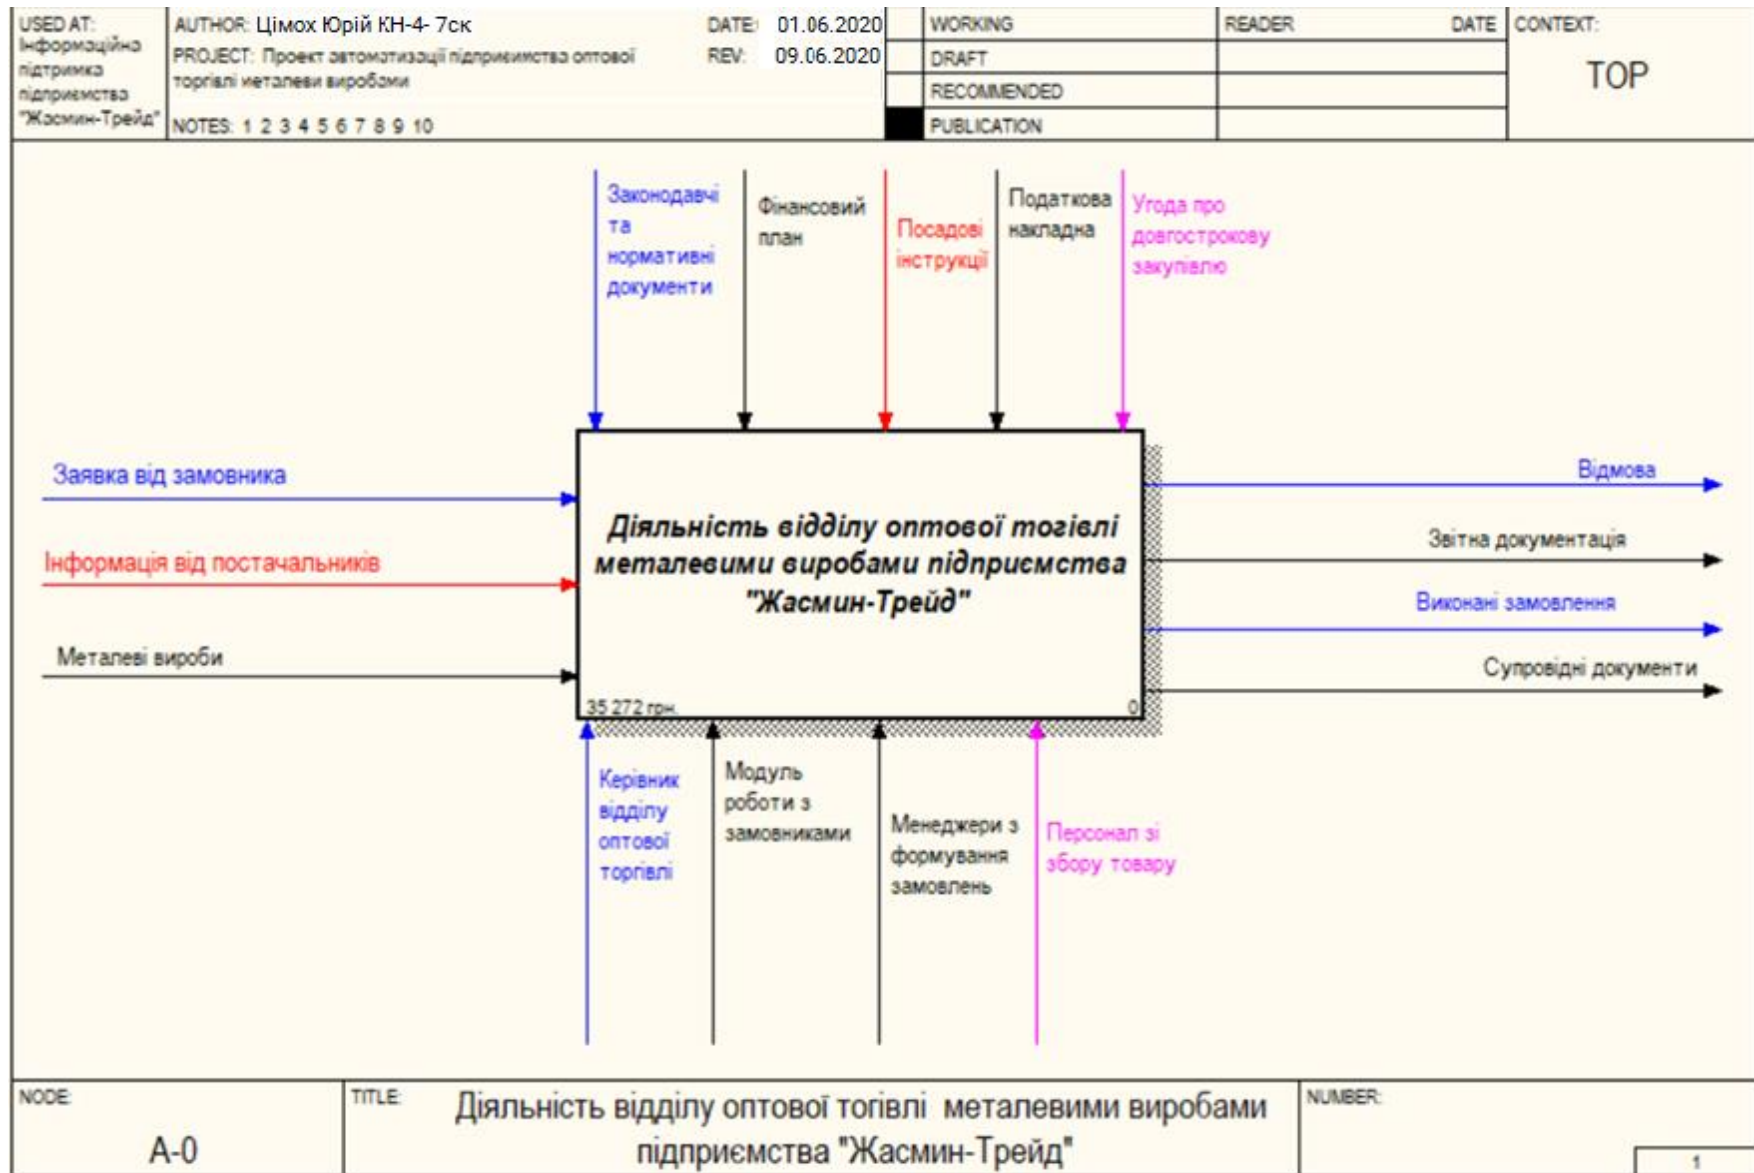 USED AT:
Інформаційна
підтримка
підприємства
"Жасмин-Трейд"
AUTHOR: Цімох Юрій КН-4- 7ск
DATE: 01.06.2020
PROJECT: Проект автоматизації підприємства оптової
торгівлі металеви виробами
REV: 09.06.2020
NOTES: 1 2 3 4 5 6 7 8 9 10
WORKING
DRAFT
RECOMMENDED
PUBLICATION
READER DATE
CONTEXT:
TOP
Законодавчі
та
нормативні
документи
Фінансовий
план
Посадові
інструкції
Податкова
накладна
Угода про
довгострокову
закупівлю
Заявка від замовника
Інформація від постачальників
Металеві вироби
Діяльність відділу оптової тогівлі
металевими виробами підприємства
"Жасмин-Трейд"
35 272 грн.
0
Відмова
Звітна документація
Виконані замовлення
Супровідні документи
Керівник
відділу
оптової
торгівлі
Модуль
роботи з
замовниками
Менеджери з
формування
замовлень
Персонал зі
збору товару
NODE:
A-0
TITLE:
Діяльність відділу оптової тогівлі металевими виробами
підприємства "Жасмин-Трейд"
NUMBER:
1